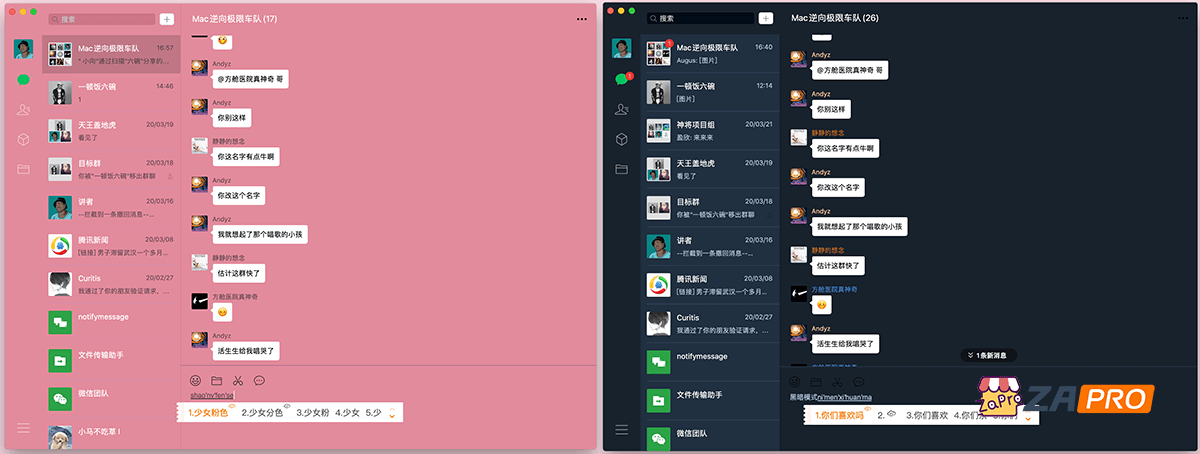 搜索
Mac逆向极限车队(17)
Mac逆向极限车队 16:57
"小向"通过扫描"六碗"分享的...
一顿饭六碗 14:46
1
天王盖地虎 20/03/19
看见了
目标群 20/03/18
你被"一顿饭六碗"移出群聊
讲者 20/03/16
--拦截到一条撤回消息--...
腾讯新闻 20/03/08
[链接] 男子滞留武汉一个多月...
Curitis 20/02/27
我通过了你的朋友验证请求,...
notifymessage
文件传输助手
微信团队
小马不吃草 I
Andyz
@方舱医院真神奇 哥
Andyz
你别这样
静静的想念
你这名字有点牛啊
Andyz
你改这个名字
Andyz
我就想起了那个唱歌的小孩
静静的想念
估计这群快了
方舱医院真神奇
Andyz
活生生给我唱哭了
shao'nv'fen'se
1.少女粉色 2.少女分色 3.少女粉 4.少女 5.少
搜索
Mac逆向极限车队(26)
1
Mac逆向极限车队 16:40
Augus: [图片]
1
一顿饭六碗 12:14
[图片]
神将项目组 20/03/21
盈欣: 来来来
天王盖地虎 20/03/19
看见了
目标群 20/03/18
你被"一顿饭六碗"移出群聊
讲者 20/03/16
--拦截到一条撤回消息--...
腾讯新闻 20/03/08
[链接] 男子滞留武汉一个多月...
Curitis 20/02/27
我通过了你的朋友验证请求,...
notifymessage
文件传输助手
微信团队
Andyz
@方舱医院真神奇 哥
Andyz
你别这样
静静的想念
你这名字有点牛啊
Andyz
你改这个名字
Andyz
我就想起了那个唱歌的小孩
静静的想念
估计这群快了
方舱医院真神奇
Andyz
活生生给我唱哭了
1条新消息
黑暗模式ni'men'xi'huan'ma
1.你们喜欢吗 2. 3.你们喜欢 4.你们
zapro
ZAPRO